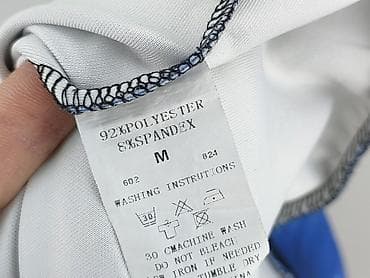 92%POLYESTER
8%SPANDEX
M
602 824
WASHING INSTRUTIONS
30
30 CMACHINE WASH
DO NOT BLEACH
IRON IF NEEDED
TUMBLE DRY